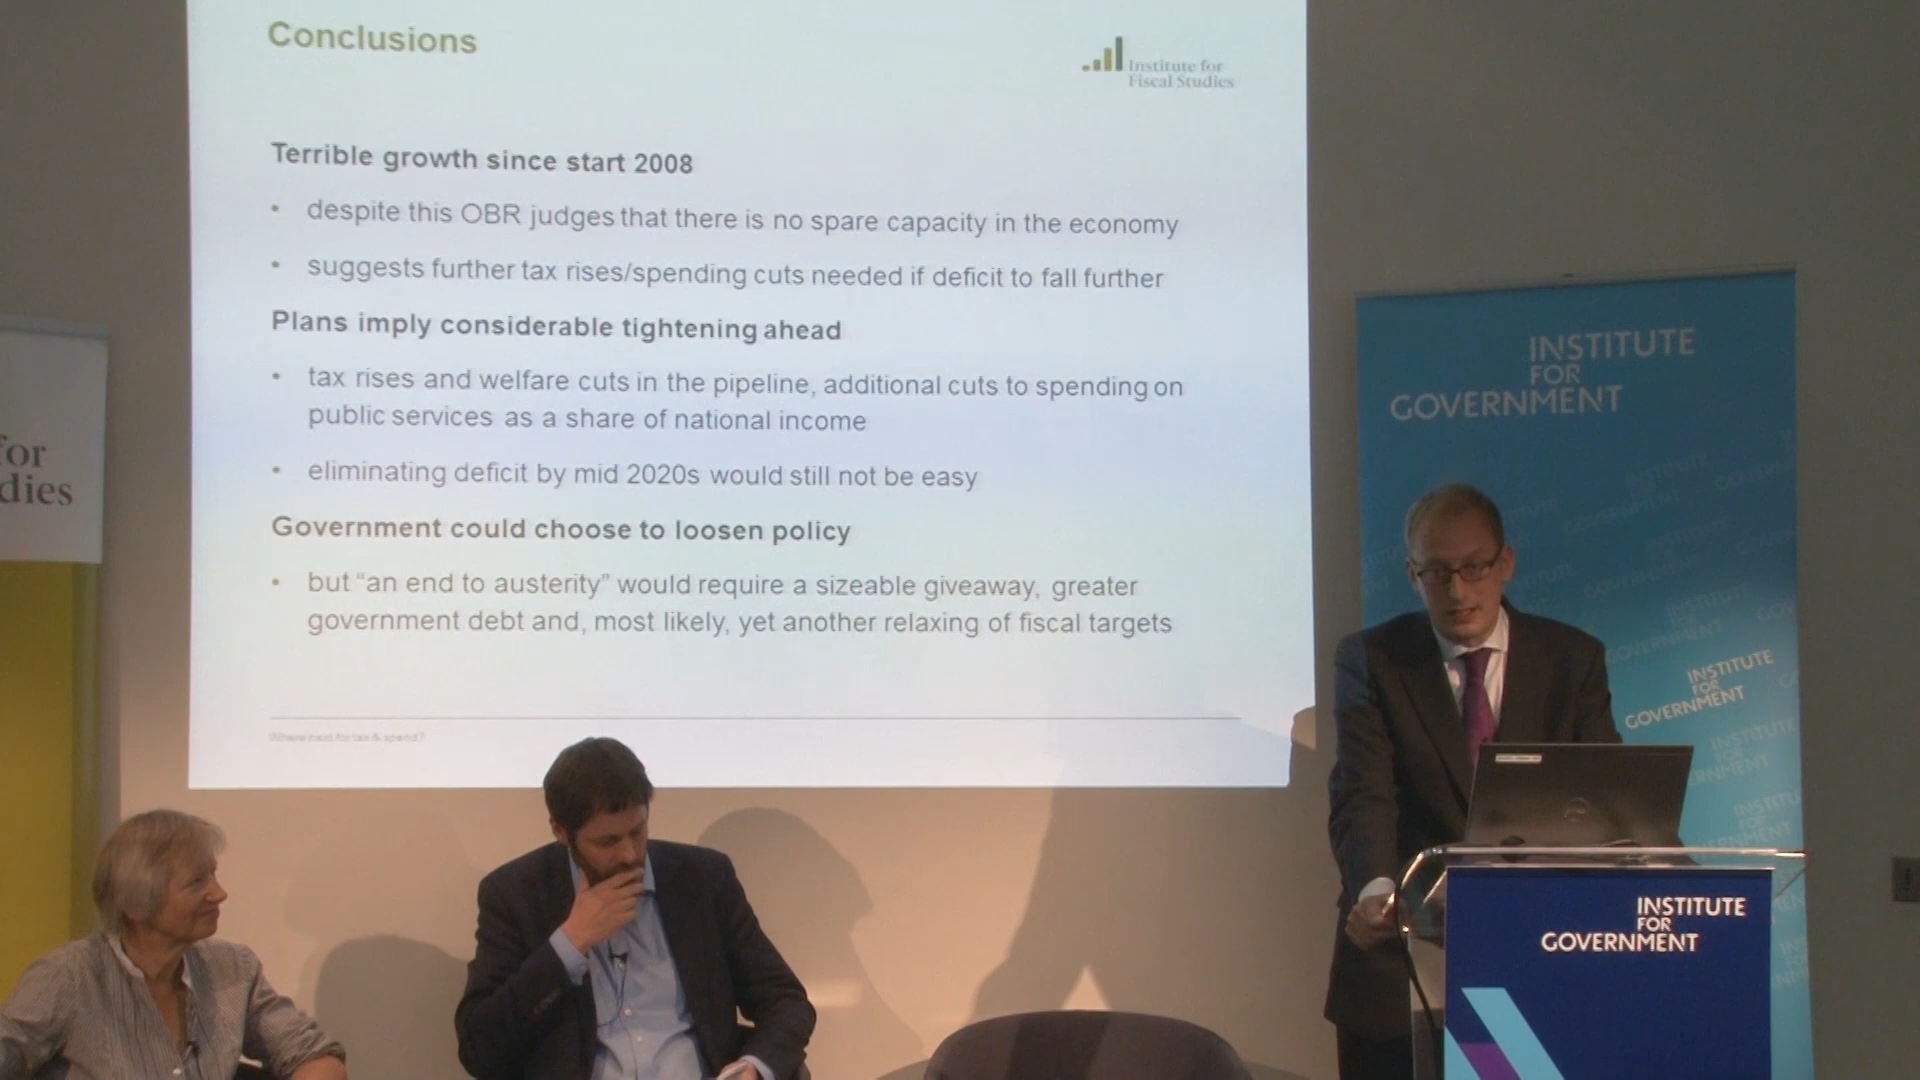 Conclusions
Institute for
Fiscal Studies
Terrible growth since start 2008
• despite this OBR judges that there is no spare capacity in the economy
• suggests further tax rises/spending cuts needed if deficit to fall further
Plans imply considerable tightening ahead
• tax rises and welfare cuts in the pipeline, additional cuts to spending on
public services as a share of national income
• eliminating deficit by mid 2020s would still not be easy
Government could choose to loosen policy
• but “an end to austerity” would require a sizeable giveaway, greater
government debt and, most likely, yet another relaxing of fiscal targets
Where next for tax & spend?
for
dies
INSTITUTE
FOR
GOVERNMENT
INSTITUTE
FOR
GOVERNMENT
INSTITUTE
FOR
GOVERNMENT